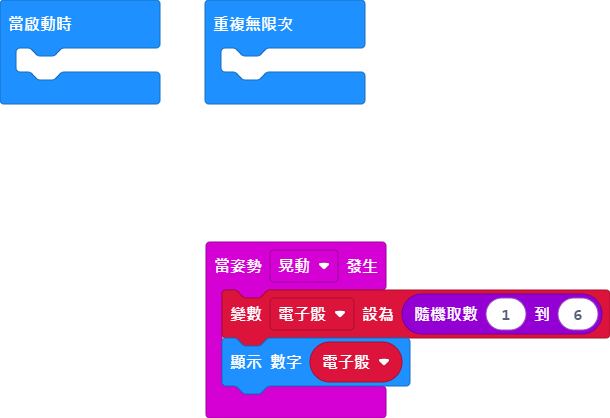 當啟動時
重複無限次
當姿勢 晃動 發生
變數 電子骰 設為 隨機取數 1 到 6
顯示 數字 電子骰